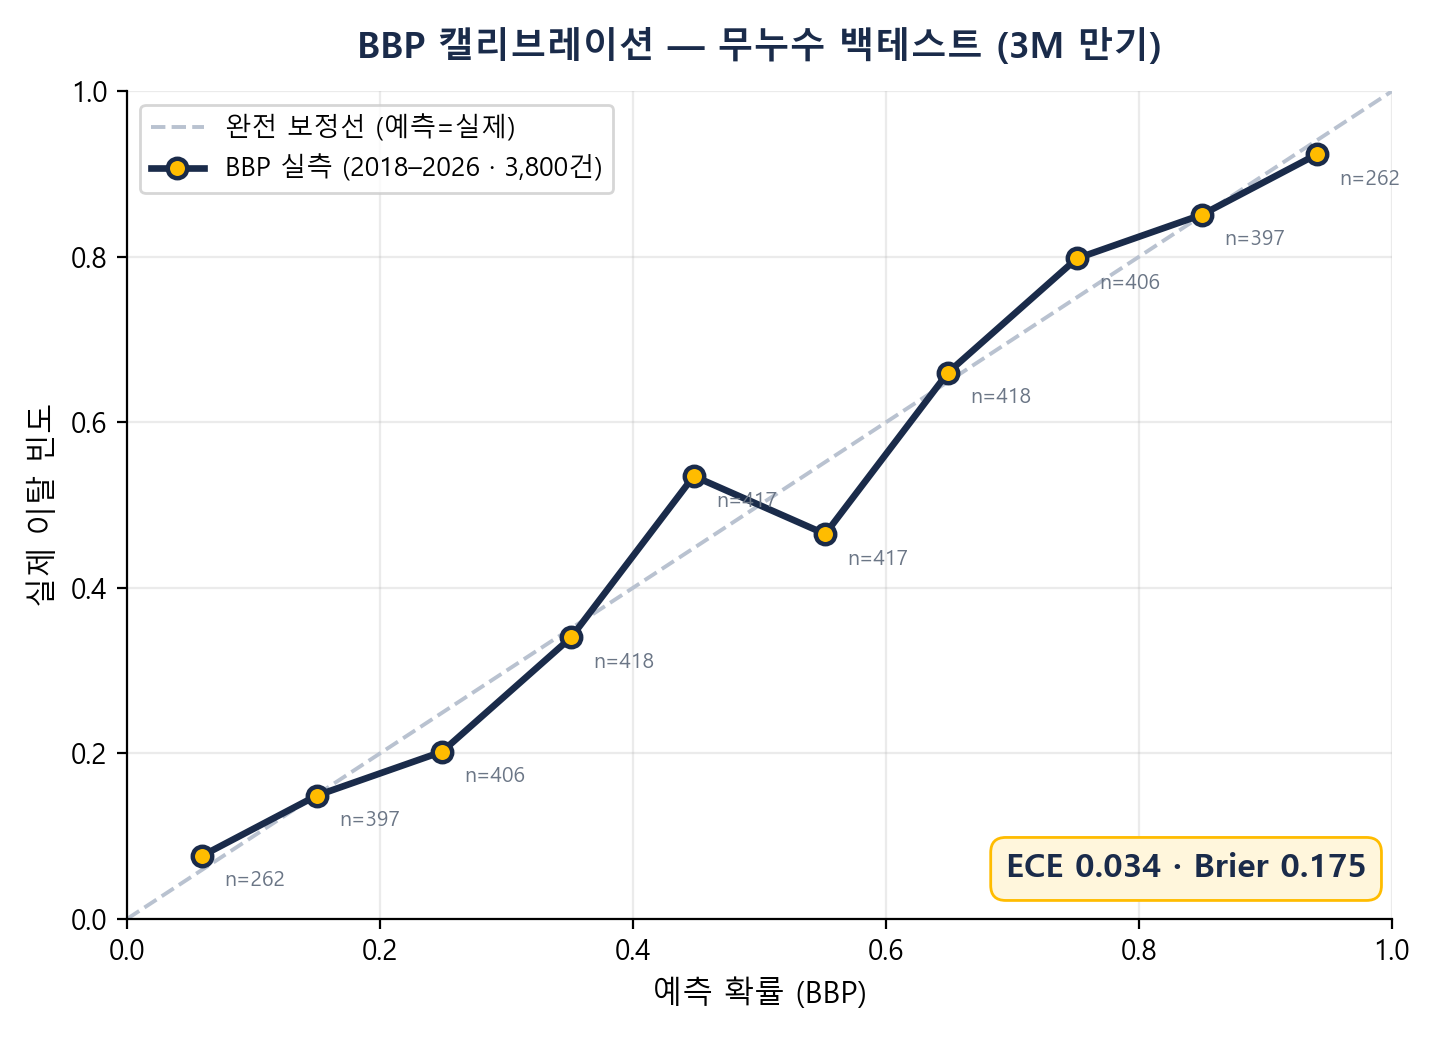 BBP 캘리브레이션 — 무누수 백테스트 (3M 만기)
완전 보정선 (예측=실제)
BBP 실측 (2018–2026 · 3,800건)
실제 이탈 빈도
1.0
0.8
0.6
0.4
0.2
0.0
n=262
n=397
n=406
n=418
n=417
n=417
n=418
n=406
n=397
n=262
ECE 0.034 · Brier 0.175
0.0 0.2 0.4 0.6 0.8 1.0
예측 확률 (BBP)